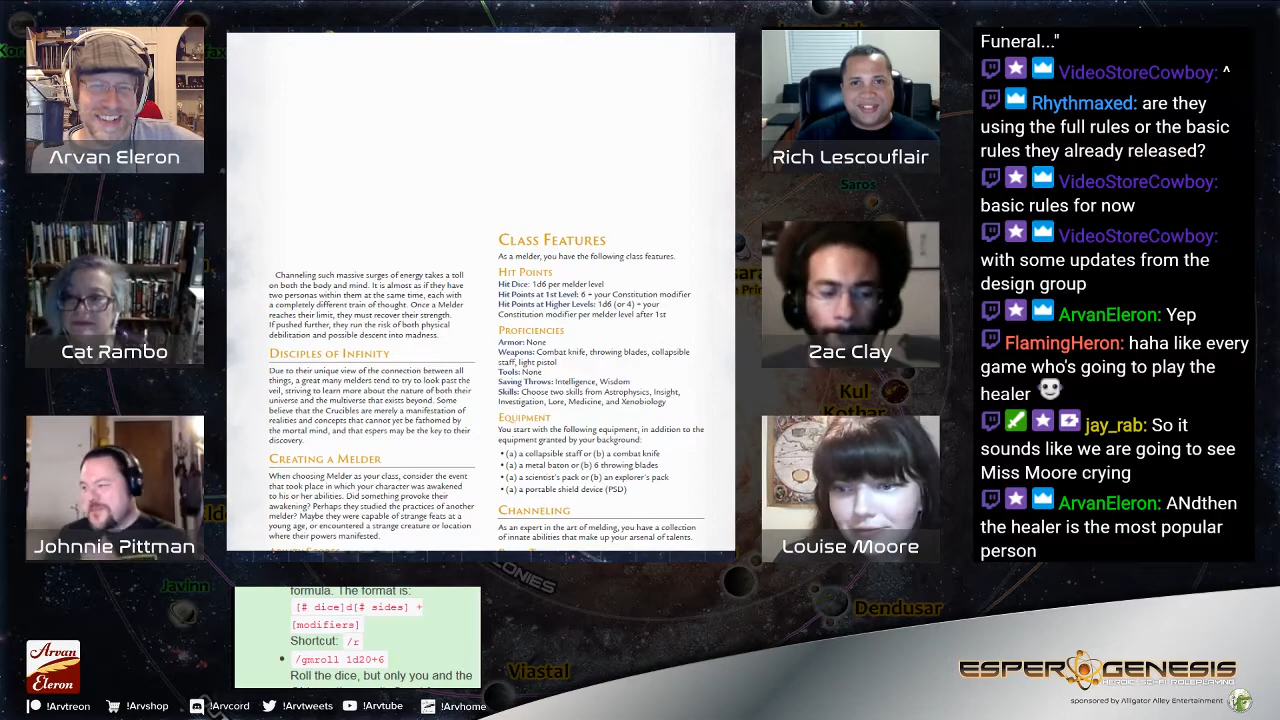 Arvan Eleron
Cat Rambo
Johnnie Pittman
Channeling such massive surges of energy takes a toll
on both the body and mind. It is almost as if they have
two personas within them at the same time, each with
a completely different train of thought. Once a Melder
reaches their limit, they must recover their strength.
If pushed further, they run the risk of both physical
debilitation and possible descent into madness.
Disciples of Infinity
Due to their unique view of the connection between all
things, a great many melders tend to try to look past the
veil, striving to learn more about the nature of both their
universe and the multiverse that exists beyond. Some
believe that the Crucibles are merely a manifestation of
realities and concepts that cannot yet be fathomed by
the mortal mind, and that espers may be the key to their
discovery.
Creating a Melder
When choosing Melder as your class, consider the event
that took place in which your character was awakened
to his or her abilities. Did something provoke their
awakening? Perhaps they studied the practices of another
melder? Maybe they were capable of strange feats at a
young age, or encountered a strange creature or location
where their powers manifested.
Class Features
As a melder, you have the following class features.
Hit Points
Hit Dice: 1d6 per melder level
Hit Points at 1st Level: 6 + your Constitution modifier
Hit Points at Higher Levels: 1d6 (or 4) + your
Constitution modifier per melder level after 1st
Proficiencies
Armor: None
Weapons: Combat knife, throwing blades, collapsible
staff, light pistol
Tools: None
Saving Throws: Intelligence, Wisdom
Skills: Choose two skills from Astrophysics, Insight,
Investigation, Lore, Medicine, and Xenobiology
Equipment
You start with the following equipment, in addition to the
equipment granted by your background:
• (a) a collapsible staff or (b) a combat knife
• (a) a metal baton or (b) 6 throwing blades
• (a) a scientist's pack or (b) an explorer's pack
• (a) a portable shield device (PSD)
Channeling
As an expert in the art of melding, you have a collection
of innate abilities that make up your arsenal of talents.
Rich Lescouflair
Saros
Zac Clay
Kul
Kothar
Louise Moore
Funeral..."
VideoStoreCowboy: ^
Rhythmaxed: are they
using the full rules or the basic
rules they already released?
VideoStoreCowboy:
basic rules for now
VideoStoreCowboy:
with some updates from the
design group
ArvanEleron: Yep
FlamingHeron: haha like every
game who's going to play the
healer
jay_rab: So it
sounds like we are going to see
Miss Moore crying
ArvanEleron: ANdthen
the healer is the most popular
person
Javinn
COLONIES
Dendusar
Viastal
formula. The format is:
[# dice]d[# sides] +
[modifiers]
Shortcut: /r
• /gmroll 1d20+6
Roll the dice, but only you and the
Arvan
Eleron
!Arvtreon !Arvshop !Arvcord !Arvtweets !Arvtube !Arvhome
ESPER GENESIS
HEROIC SCI-FI ROLEPLAYING
sponsored by Alligator Alley Entertainment